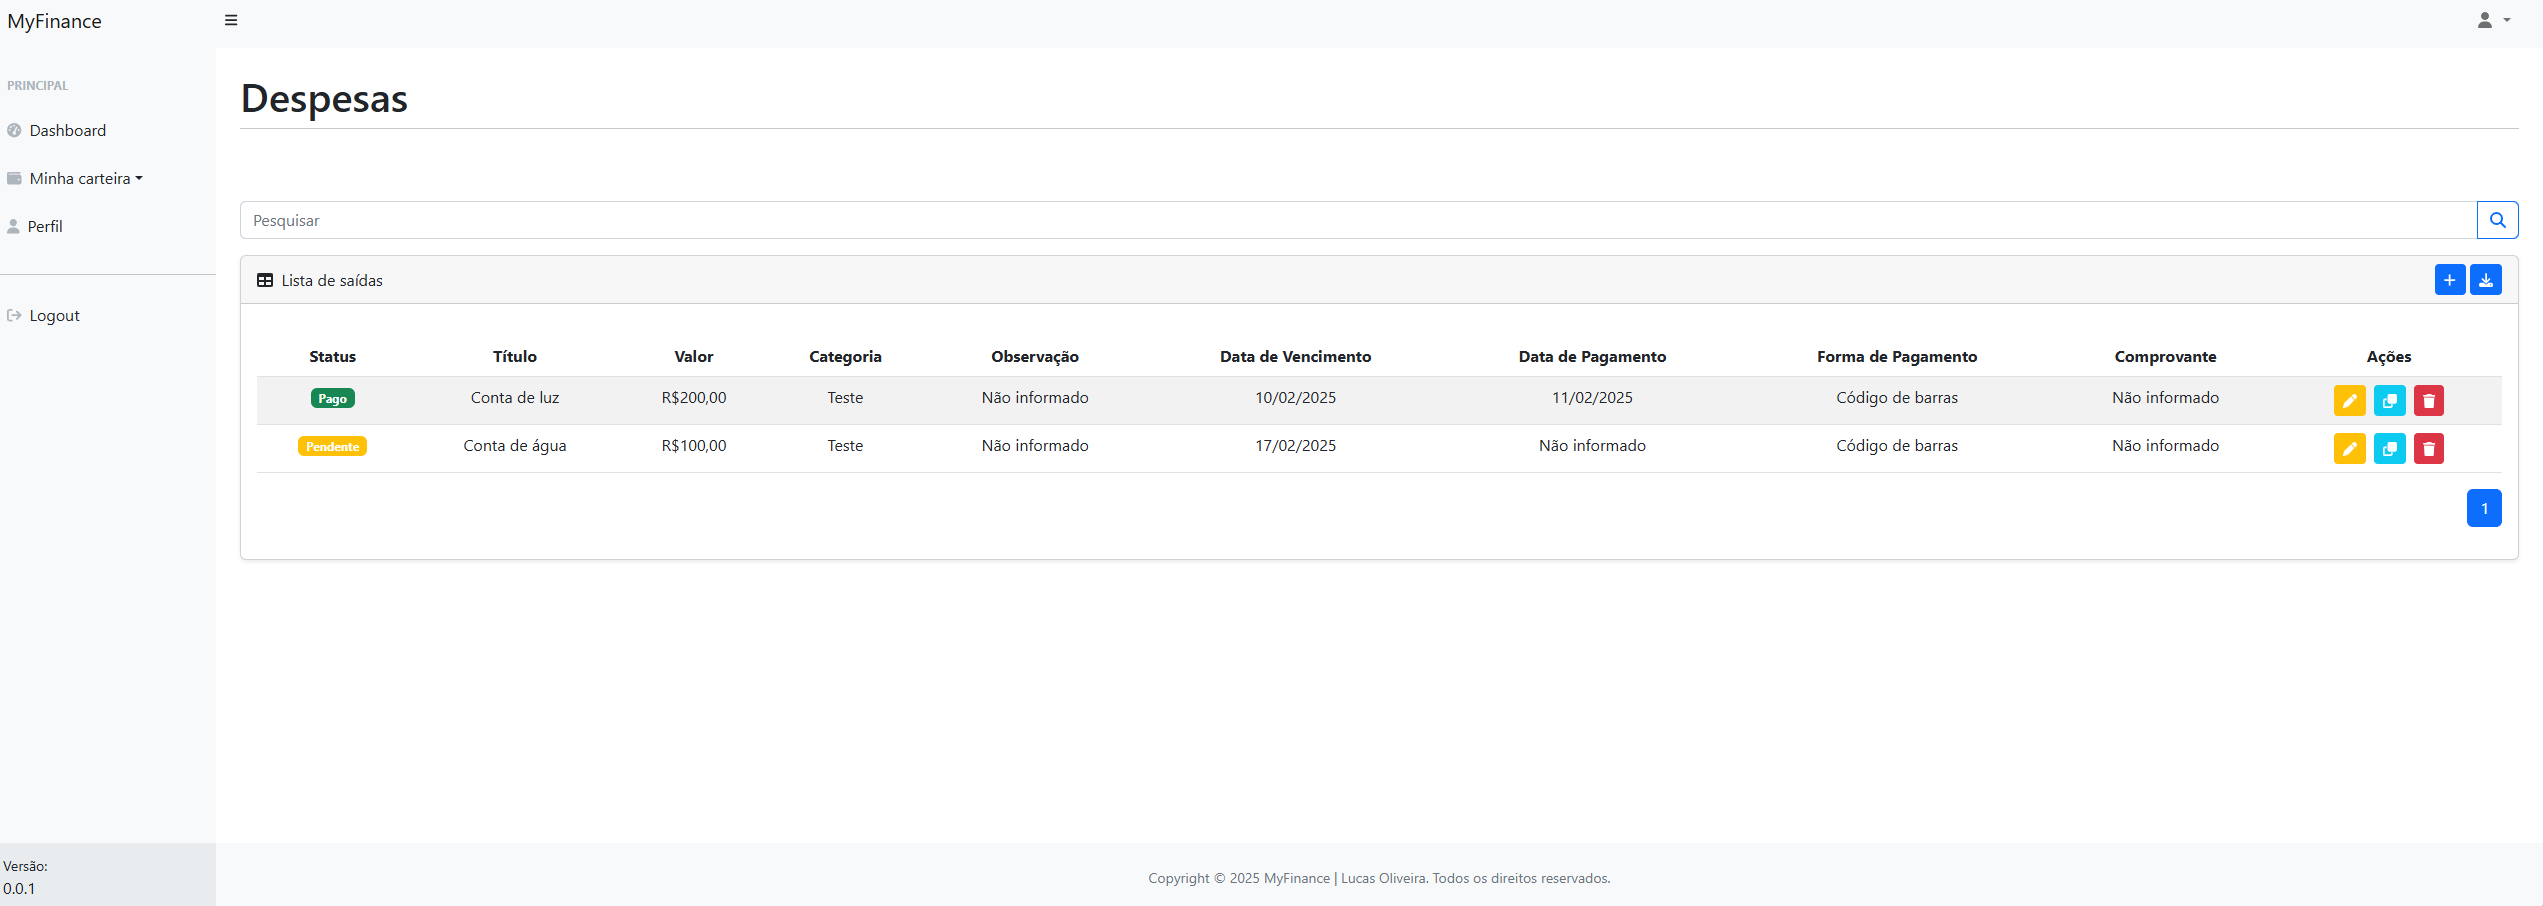 MyFinance
PRINCIPAL
Dashboard
Minha carteira
Perfil
Logout
Versão:
0.0.1
Despesas
Pesquisar
Lista de saídas
Status Título Valor Categoria Observação Data de Vencimento Data de Pagamento Forma de Pagamento Comprovante Ações
Pago Conta de luz R$200,00 Teste Não informado 10/02/2025 11/02/2025 Código de barras Não informado
Pendente Conta de água R$100,00 Teste Não informado 17/02/2025 Não informado Código de barras Não informado
1
Copyright © 2025 MyFinance | Lucas Oliveira. Todos os direitos reservados.